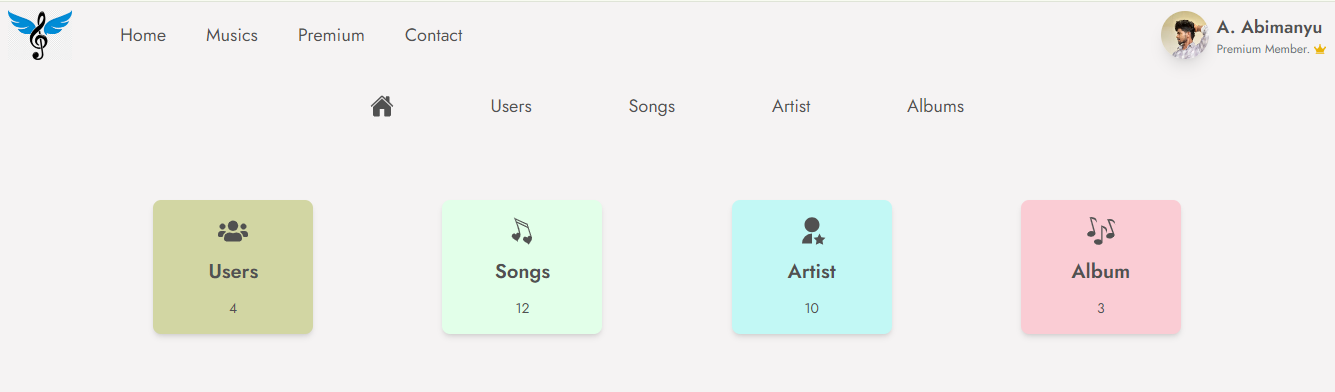 Home Musics Premium Contact
A. Abimanyu
Premium Member.
Users Songs Artist Albums
Users
4
Songs
12
Artist
10
Album
3